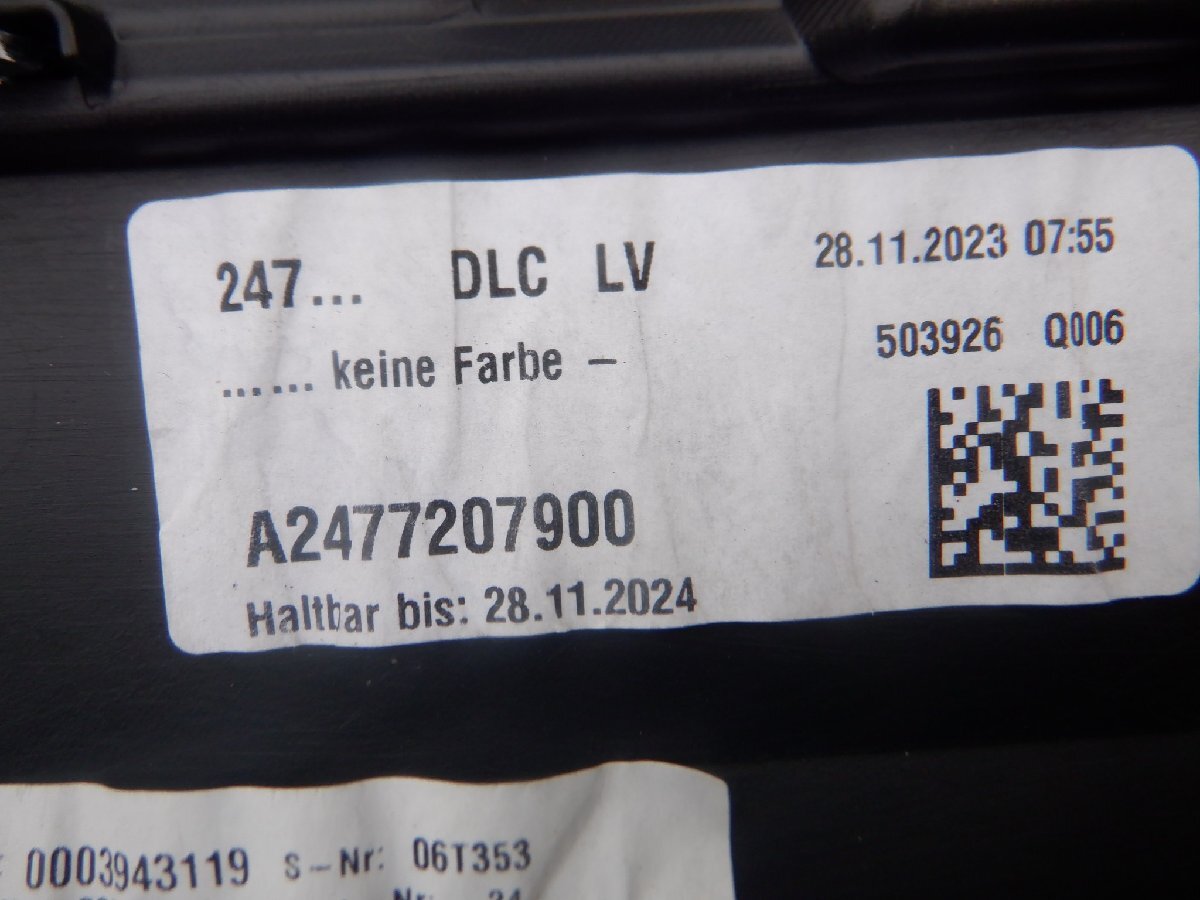 247... DLC LV 28.11.2023 07:55
...... keine Farbe – 503926 Q006
A2477207900
Haltbar bis: 28.11.2024
0003943119 S-Nr: 06T353
Nr: